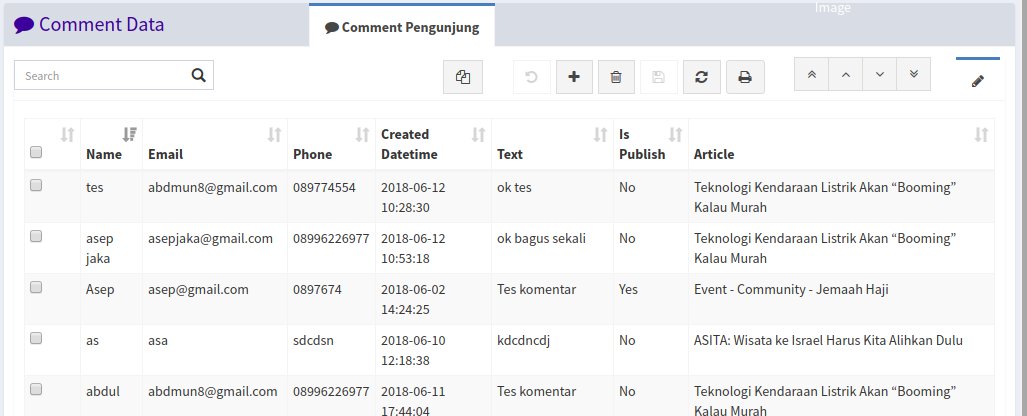 Image
Comment Data
Comment Pengunjung
Search
Name Email Phone Created Datetime Text Is Publish Article
tes abdmun8@gmail.com 089774554 2018-06-12 ok tes No Teknologi Kendaraan Listrik Akan “Booming”
10:28:30 Kalau Murah
asep asepjaka@gmail.com 08996226977 2018-06-12 ok bagus sekali No Teknologi Kendaraan Listrik Akan “Booming”
jaka 10:53:18 Kalau Murah
Asep asep@gmail.com 0897674 2018-06-02 Tes komentar Yes Event - Community - Jemaah Haji
14:24:25
as asa sdcdsn 2018-06-10 kdcdncdj No ASITA: Wisata ke Israel Harus Kita Alihkan Dulu
12:18:38
abdul abdmun8@gmail.com 08996226977 2018-06-11 Tes komentar No Teknologi Kendaraan Listrik Akan “Booming”
17:44:04 Kalau Murah